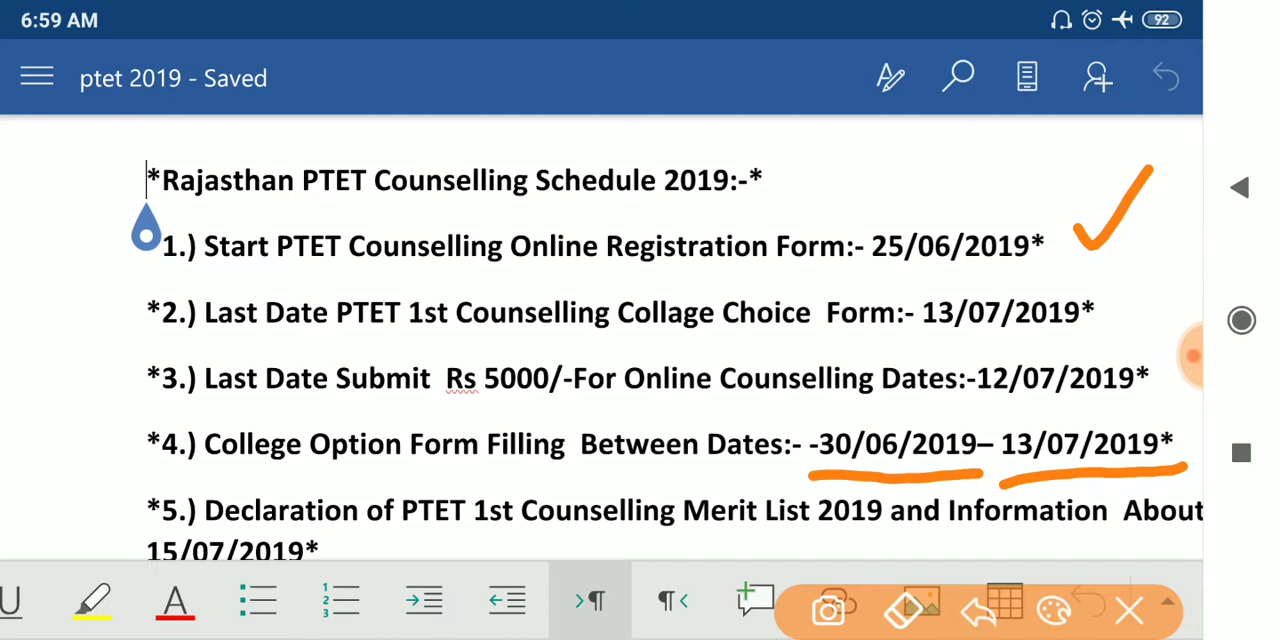 6:59 AM
92
ptet 2019 - Saved
*Rajasthan PTET Counselling Schedule 2019:-*
*1.) Start PTET Counselling Online Registration Form:- 25/06/2019*
*2.) Last Date PTET 1st Counselling Collage Choice  Form:- 13/07/2019*
*3.) Last Date Submit  Rs 5000/-For Online Counselling Dates:-12/07/2019*
*4.) College Option Form Filling  Between Dates:- -30/06/2019– 13/07/2019*
*5.) Declaration of PTET 1st Counselling Merit List 2019 and Information  About
15/07/2019*
U
A
1
2
3